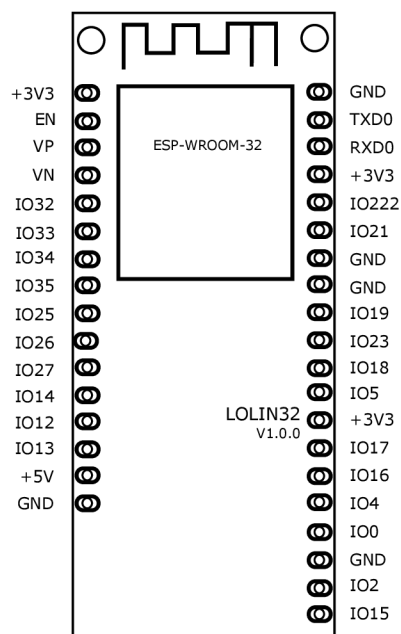 +3V3
EN
VP
VN
IO32
IO33
IO34
IO35
IO25
IO26
IO27
IO14
IO12
IO13
+5V
GND
ESP-WROOM-32
LOLIN32
V1.0.0
GND
TXD0
RXD0
+3V3
IO222
IO21
GND
GND
IO19
IO23
IO18
IO5
+3V3
IO17
IO16
IO4
IO0
GND
IO2
IO15